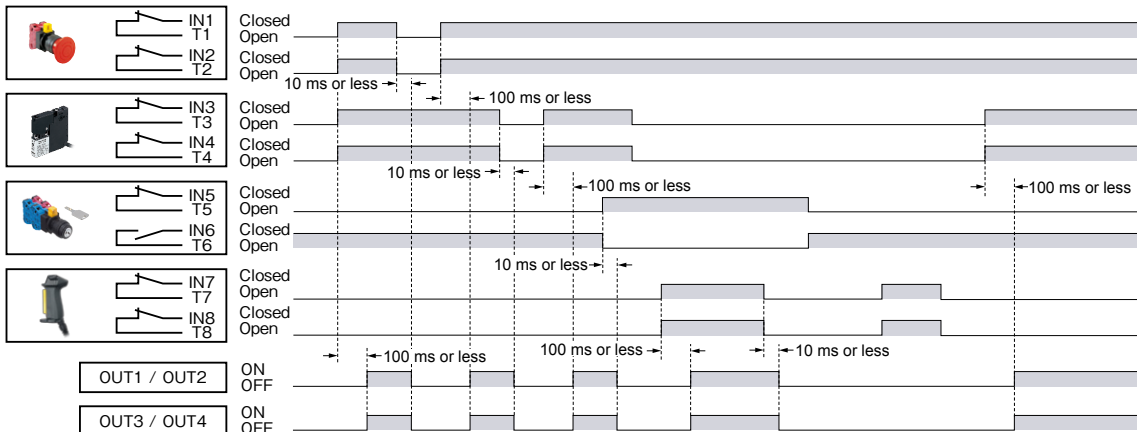 IN1 Closed
T1 Open
IN2 Closed
T2 Open
10 ms or less
100 ms or less
IN3 Closed
T3 Open
IN4 Closed
T4 Open
10 ms or less
100 ms or less
100 ms or less
IN5 Closed
T5 Open
IN6 Closed
T6 Open
10 ms or less
IN7 Closed
T7 Open
IN8 Closed
T8 Open
100 ms or less
100 ms or less
10 ms or less
OUT1 / OUT2 ON
OFF
OUT3 / OUT4 ON
OFF